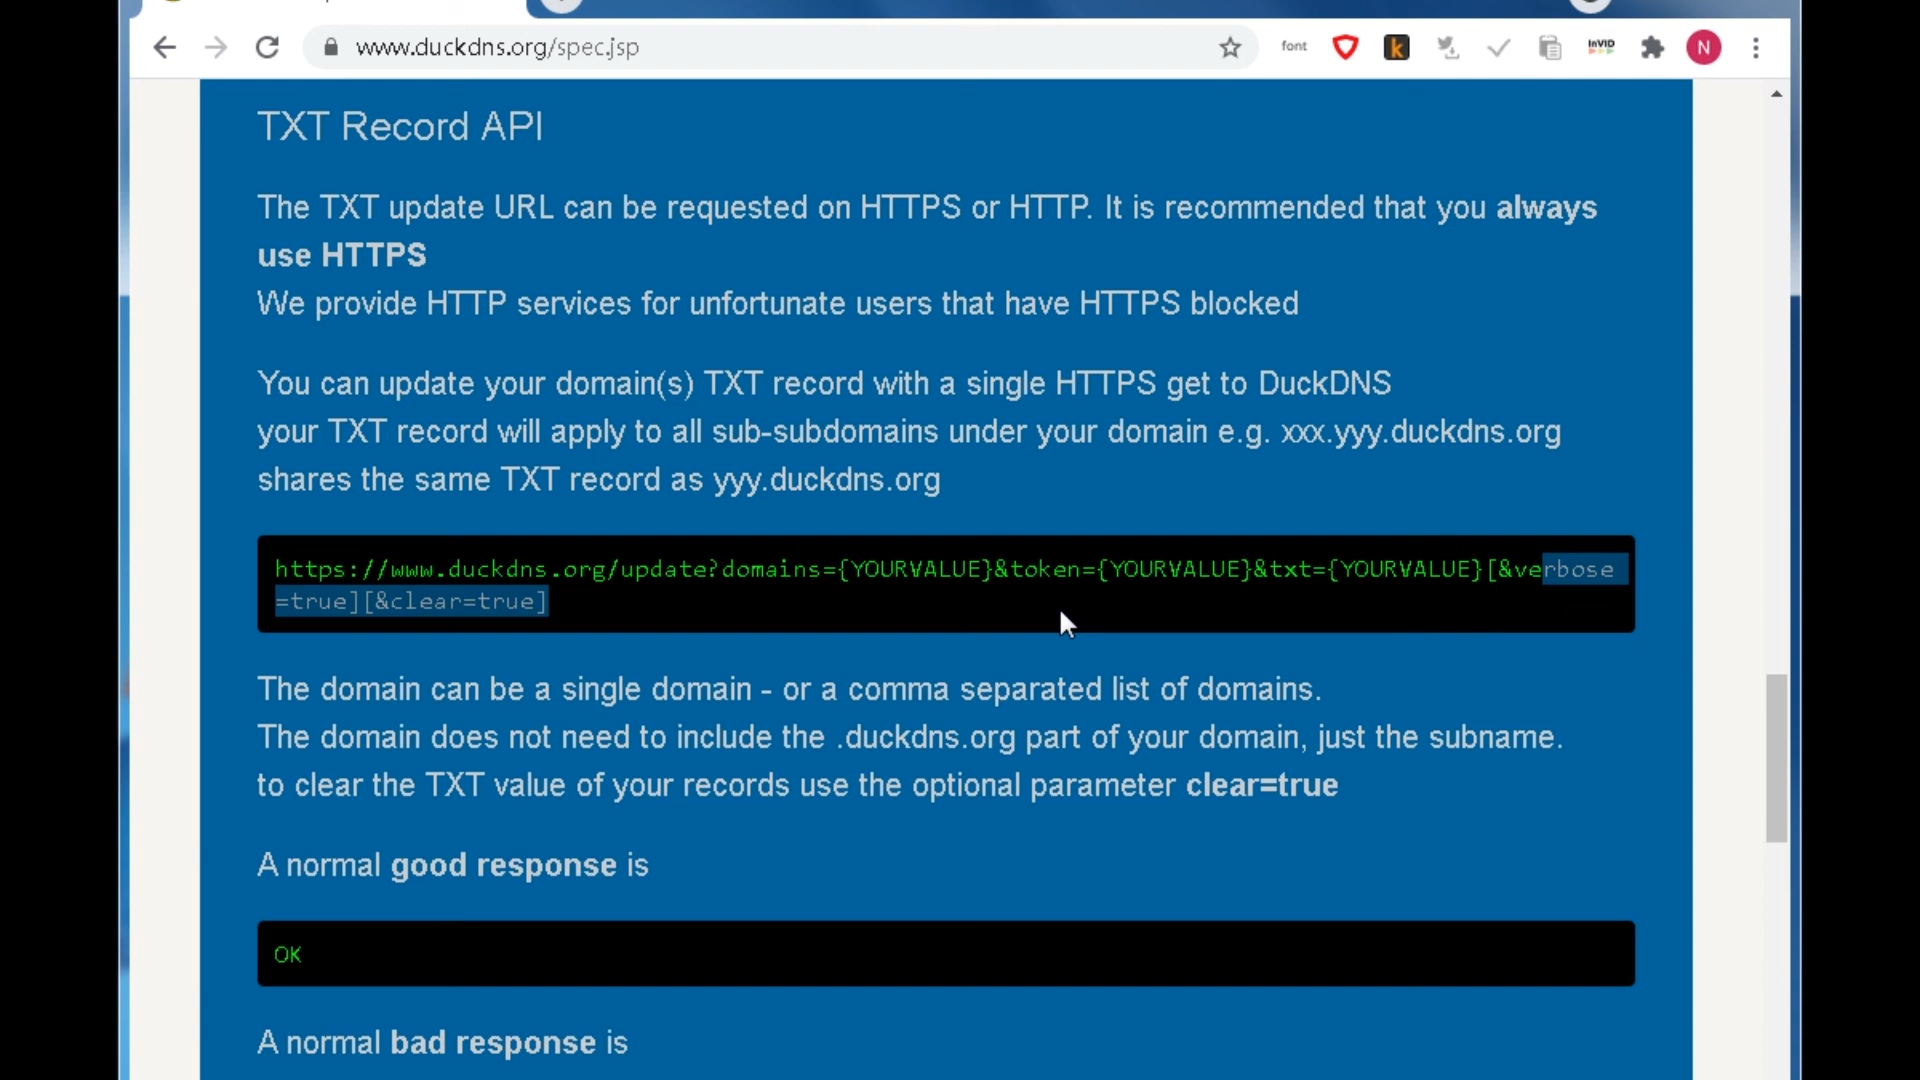 www.duckdns.org/spec.jsp
font
k
InVID
N
TXT Record API
The TXT update URL can be requested on HTTPS or HTTP. It is recommended that you always
use HTTPS
We provide HTTP services for unfortunate users that have HTTPS blocked
You can update your domain(s) TXT record with a single HTTPS get to DuckDNS
your TXT record will apply to all sub-subdomains under your domain e.g. xxx.yyy.duckdns.org
shares the same TXT record as yyy.duckdns.org
https://www.duckdns.org/update?domains={YOURVALUE}&token={YOURVALUE}&txt={YOURVALUE}[&verbose
=true][&clear=true]
The domain can be a single domain - or a comma separated list of domains.
The domain does not need to include the .duckdns.org part of your domain, just the subname.
to clear the TXT value of your records use the optional parameter clear=true
A normal good response is
OK
A normal bad response is